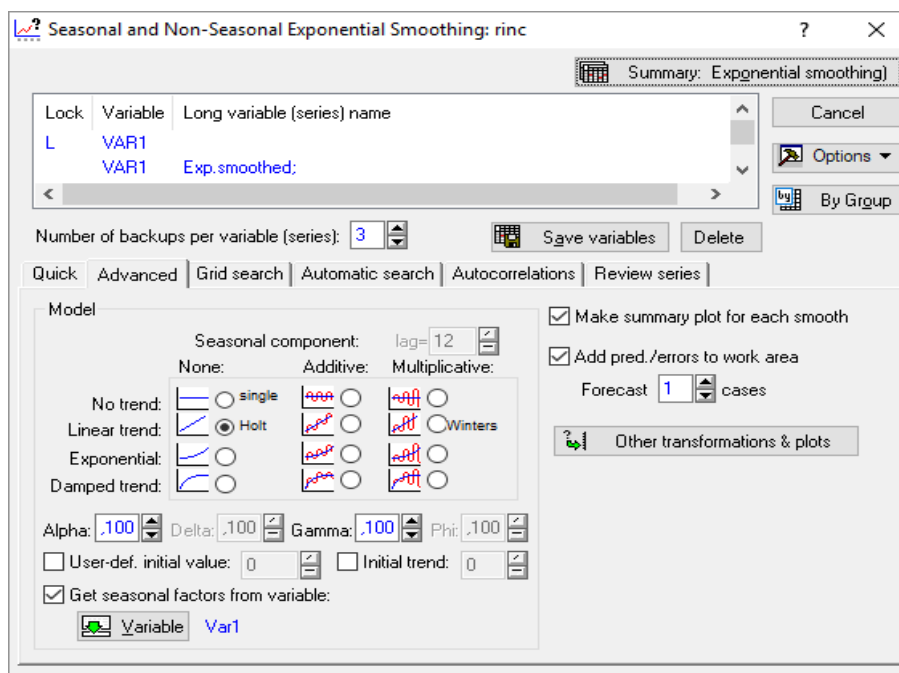 Seasonal and Non-Seasonal Exponential Smoothing: rinc ?
Summary: Exponential smoothing)
Lock Variable Long variable (series) name
L VAR1
VAR1 Exp.smoothed;
Cancel
Options
By Group
Number of backups per variable (series): 3 Save variables Delete
Quick Advanced Grid search Automatic search Autocorrelations Review series
Model
Seasonal component: lag= 12
None: Additive: Multiplicative:
No trend: single
Linear trend: Holt Winters
Exponential:
Damped trend:
Alpha: ,100 Delta: ,100 Gamma: ,100 Phi: ,100
User-def. initial value: 0 Initial trend: 0
Get seasonal factors from variable:
Variable Var1
Make summary plot for each smooth
Add pred./errors to work area
Forecast 1 cases
Other transformations & plots